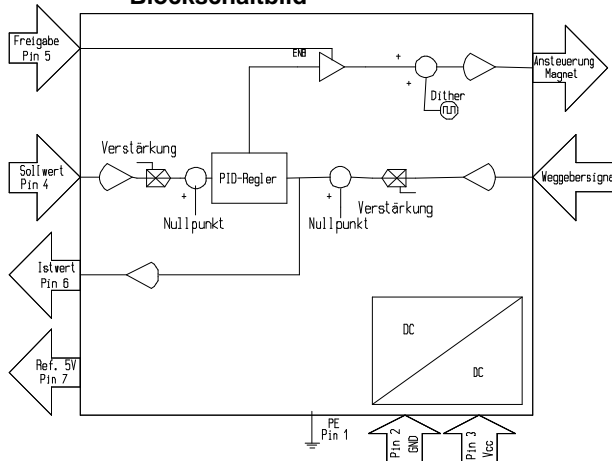 Blockschaltbild
Freigabe
Pin 5
ENB
+
+
Dither
Ansteuerung
Magnet
Sollwert
Pin 4
Verstärkung
+
Nullpunkt
PID-Regler
+
Nullpunkt
Verstärkung
Weggebersigna
Istwert
Pin 6
Ref. 5V
Pin 7
DC
DC
PE
Pin 1
Pin 2
GND
Pin 3
Vcc